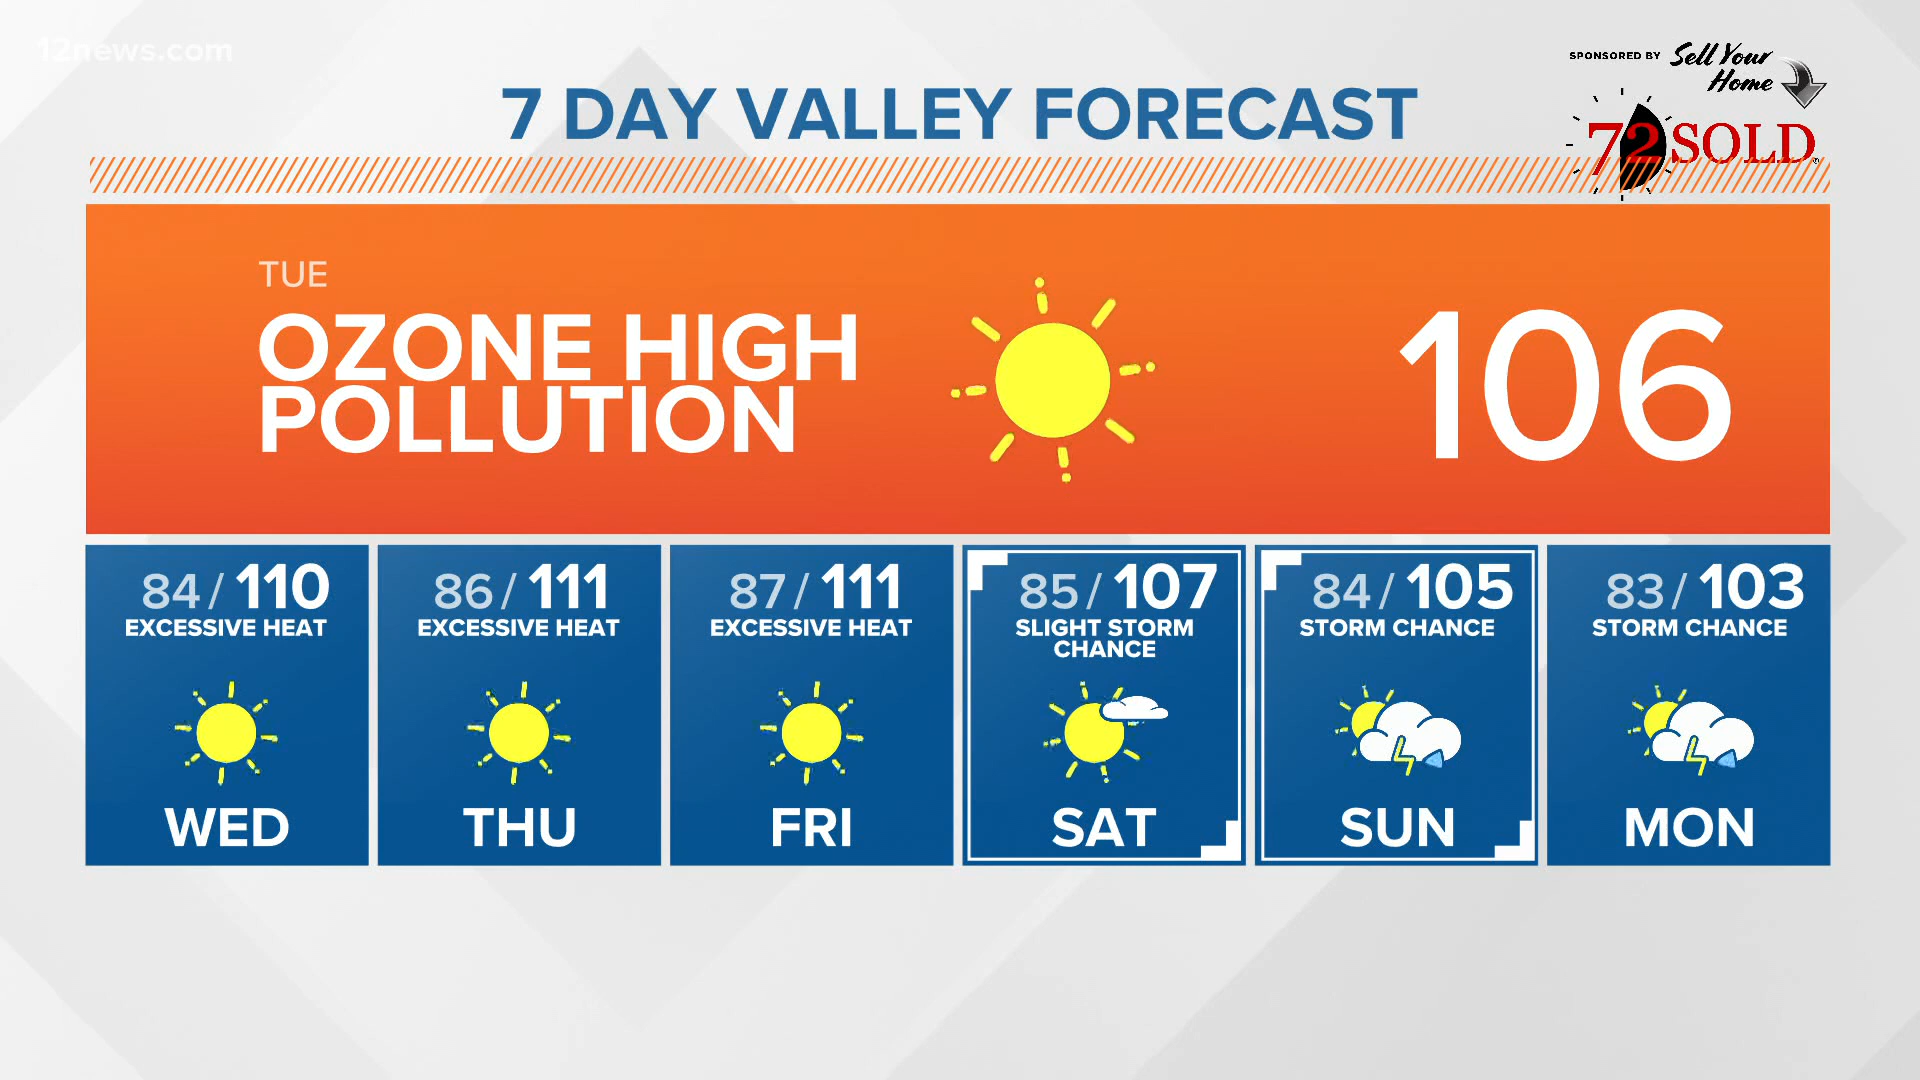 12news.com
SPONSORED BY Sell Your
Home
72SOLD
7 DAY VALLEY FORECAST
TUE
OZONE HIGH
POLLUTION
106
84/110
EXCESSIVE HEAT
WED
86/111
EXCESSIVE HEAT
THU
87/111
EXCESSIVE HEAT
FRI
85/107
SLIGHT STORM
CHANCE
SAT
84/105
STORM CHANCE
SUN
83/103
STORM CHANCE
MON